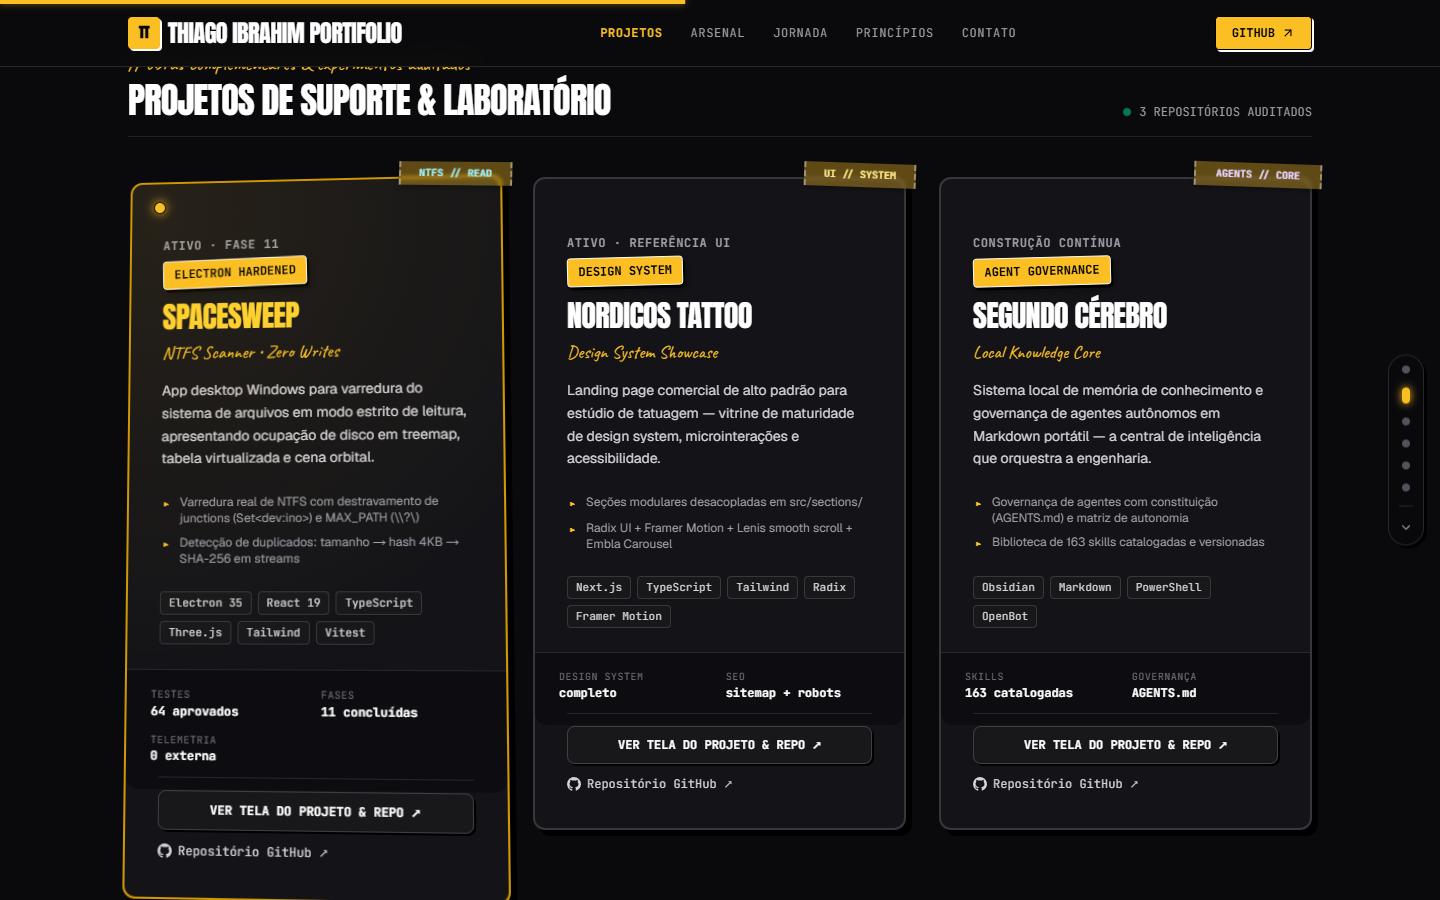 π THIAGO IBRAHIM PORTIFOLIO
PROJETOS ARSENAL JORNADA PRINCÍPIOS CONTATO
GITHUB ↗
// obras complementares & experimentos auditados
PROJETOS DE SUPORTE & LABORATÓRIO
3 REPOSITÓRIOS AUDITADOS
NTFS // READ
ATIVO · FASE 11
ELECTRON HARDENED
SPACESWEEP
NTFS Scanner · Zero Writes
App desktop Windows para varredura do
sistema de arquivos em modo estrito de leitura,
apresentando ocupação de disco em treemap,
tabela virtualizada e cena orbital.
► Varredura real de NTFS com destravamento de
junctions (Set<dev:ino>) e MAX_PATH (\\?\)
► Detecção de duplicados: tamanho → hash 4KB →
SHA-256 em streams
Electron 35 React 19 TypeScript
Three.js Tailwind Vitest
TESTES FASES
64 aprovados 11 concluídas
TELEMETRIA
0 externa
VER TELA DO PROJETO & REPO ↗
Repositório GitHub ↗
UI // SYSTEM
ATIVO · REFERÊNCIA UI
DESIGN SYSTEM
NORDICOS TATTOO
Design System Showcase
Landing page comercial de alto padrão para
estúdio de tatuagem — vitrine de maturidade
de design system, microinterações e
acessibilidade.
► Seções modulares desacopladas em src/sections/
► Radix UI + Framer Motion + Lenis smooth scroll +
Embla Carousel
Next.js TypeScript Tailwind Radix
Framer Motion
DESIGN SYSTEM SEO
completo sitemap + robots
VER TELA DO PROJETO & REPO ↗
Repositório GitHub ↗
AGENTS // CORE
CONSTRUÇÃO CONTÍNUA
AGENT GOVERNANCE
SEGUNDO CÉREBRO
Local Knowledge Core
Sistema local de memória de conhecimento e
governança de agentes autônomos em
Markdown portátil — a central de inteligência
que orquestra a engenharia.
► Governança de agentes com constituição
(AGENTS.md) e matriz de autonomia
► Biblioteca de 163 skills catalogadas e versionadas
Obsidian Markdown PowerShell
OpenBot
SKILLS GOVERNANÇA
163 catalogadas AGENTS.md
VER TELA DO PROJETO & REPO ↗
Repositório GitHub ↗